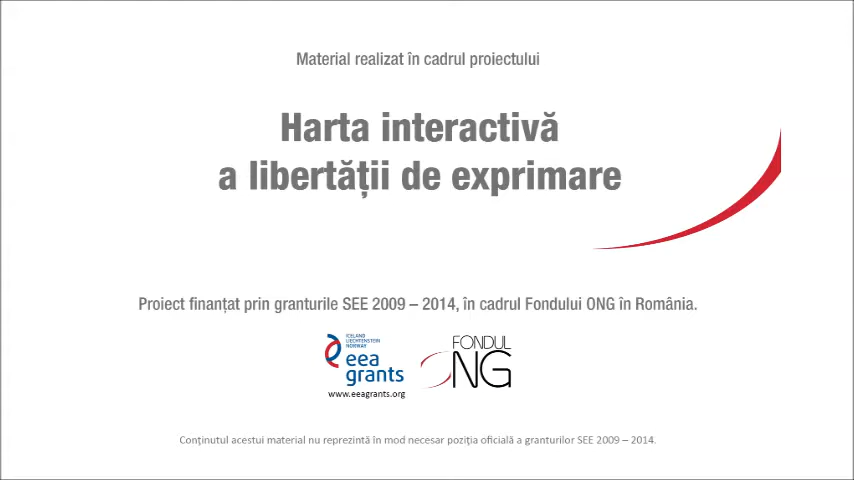 Material realizat în cadrul proiectului
Harta interactivă
a libertății de exprimare
Proiect finanțat prin granturile SEE 2009 – 2014, în cadrul Fondului ONG în România.
ICELAND
LIECHTENSTEIN
NORWAY
eea
grants
www.eeagrants.org
FONDUL
ONG
Conținutul acestui material nu reprezintă în mod necesar poziția oficială a granturilor SEE 2009 – 2014.